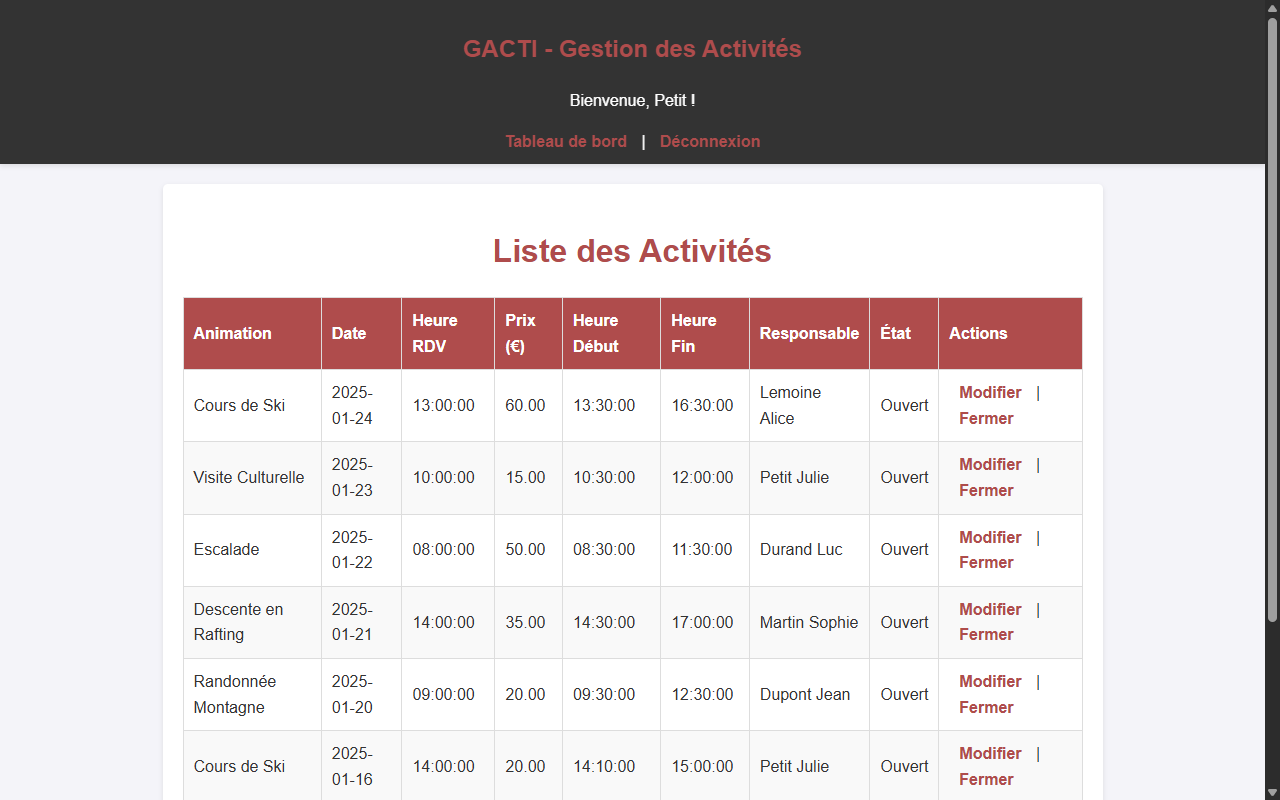 GACTI - Gestion des Activités
Bienvenue, Petit !
Tableau de bord | Déconnexion
Liste des Activités
Animation Date Heure RDV Prix (€) Heure Début Heure Fin Responsable État Actions
Cours de Ski 2025-01-24 13:00:00 60.00 13:30:00 16:30:00 Lemoine Alice Ouvert Modifier | Fermer
Visite Culturelle 2025-01-23 10:00:00 15.00 10:30:00 12:00:00 Petit Julie Ouvert Modifier | Fermer
Escalade 2025-01-22 08:00:00 50.00 08:30:00 11:30:00 Durand Luc Ouvert Modifier | Fermer
Descente en Rafting 2025-01-21 14:00:00 35.00 14:30:00 17:00:00 Martin Sophie Ouvert Modifier | Fermer
Randonnée Montagne 2025-01-20 09:00:00 20.00 09:30:00 12:30:00 Dupont Jean Ouvert Modifier | Fermer
Cours de Ski 2025-01-16 14:00:00 20.00 14:10:00 15:00:00 Petit Julie Ouvert Modifier | Fermer